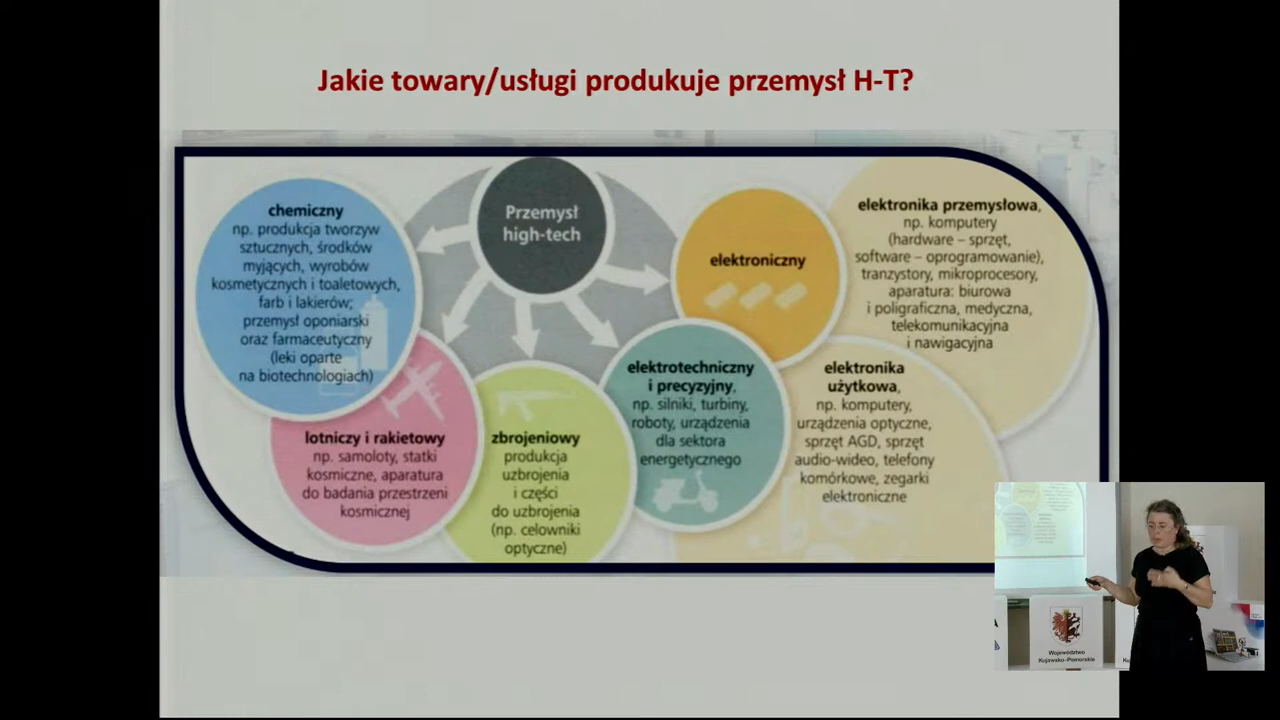 Jakie towary/usługi produkuje przemysł H-T?
Przemysł
high-tech
chemiczny
np. produkcja tworzyw
sztucznych, środków
myjących, wyrobów
kosmetycznych i toaletowych,
farb i lakierów;
przemysł oponiarski
oraz farmaceutyczny
(leki oparte
na biotechnologiach)
lotniczy i rakietowy
np. samoloty, statki
kosmiczne, aparatura
do badania przestrzeni
kosmicznej
zbrojeniowy
produkcja
uzbrojenia
i części
do uzbrojenia
(np. celowniki
optyczne)
elektrotechniczny
i precyzyjny,
np. silniki, turbiny,
roboty, urządzenia
dla sektora
energetycznego
elektroniczny
elektronika przemysłowa,
np. komputery
(hardware – sprzęt,
software – oprogramowanie),
tranzystory, mikroprocesory,
aparatura: biurowa
i poligraficzna, medyczna,
telekomunikacyjna
i nawigacyjna
elektronika
użytkowa,
np. komputery,
urządzenia optyczne,
sprzęt AGD, sprzęt
audio-wideo, telefony
komórkowe, zegarki
elektroniczne
Województwo
Kujawsko-Pomorskie